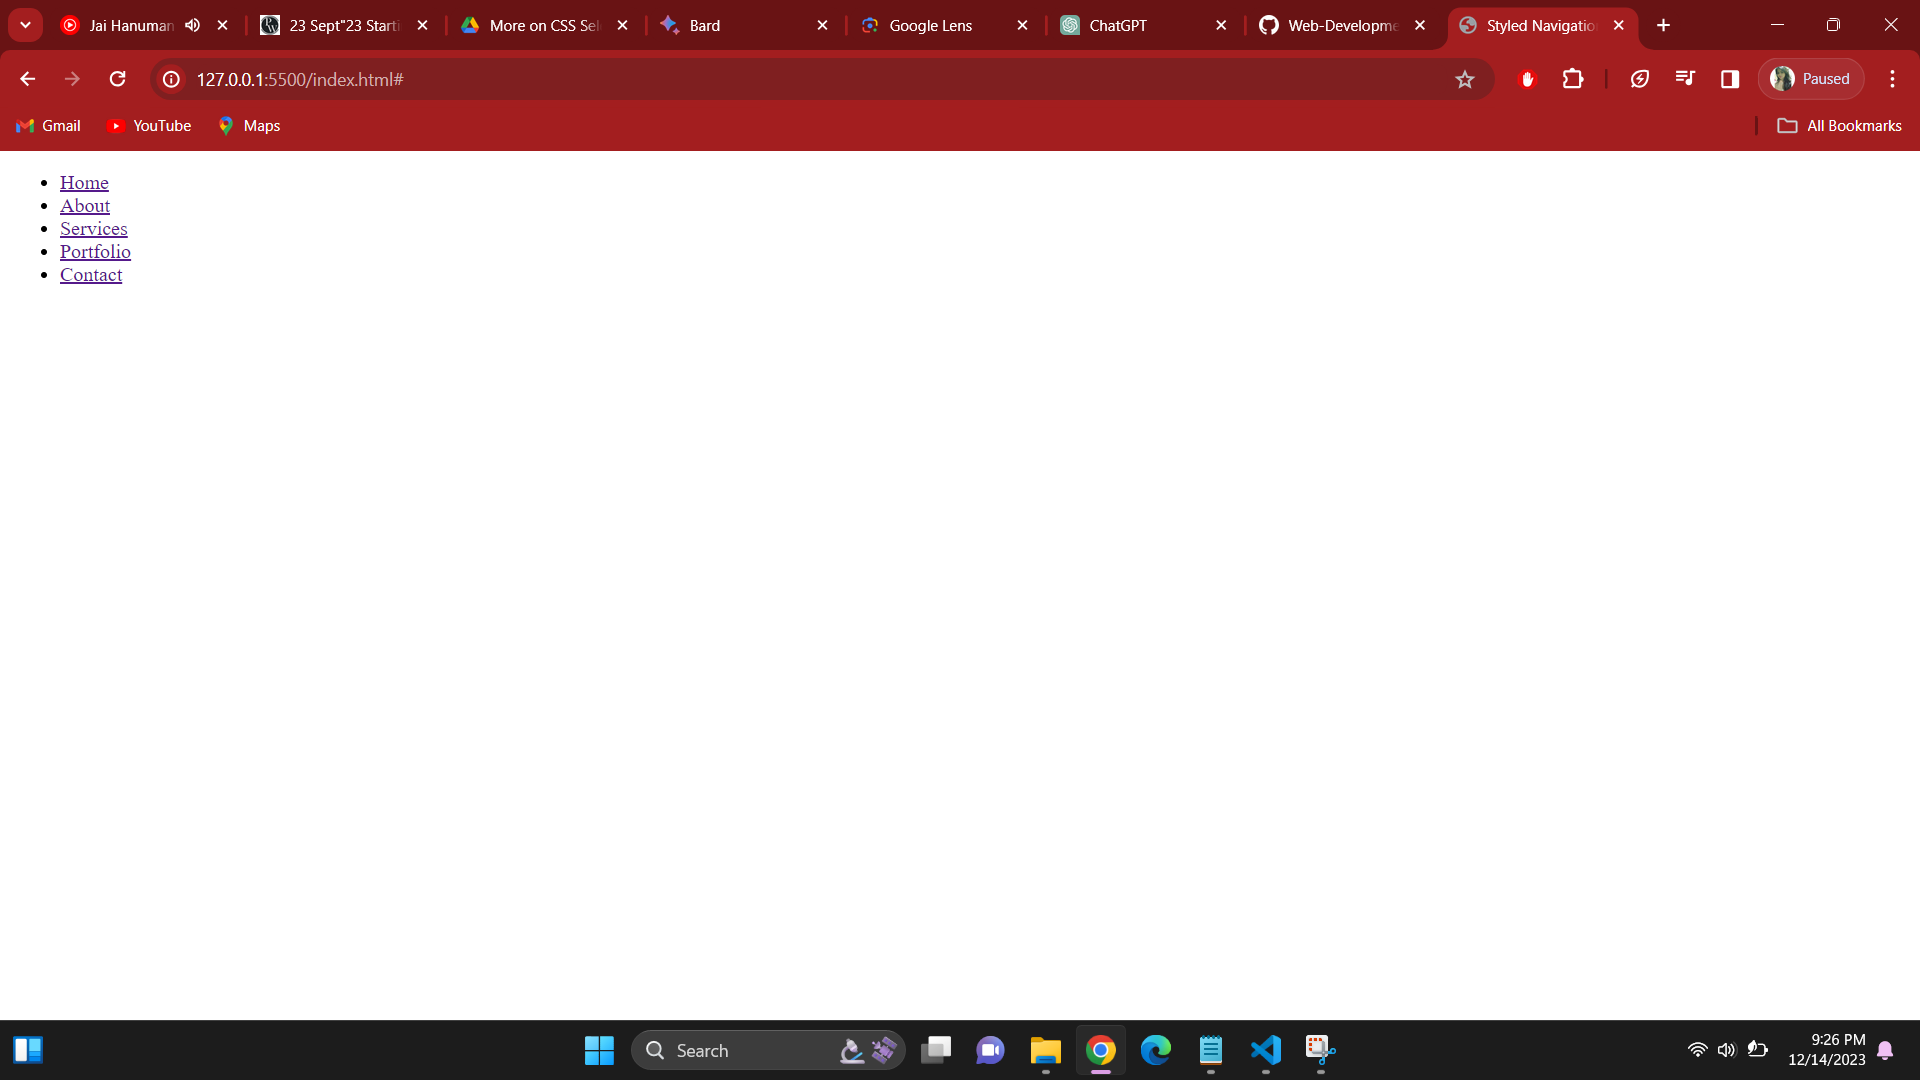 Jai Hanuman
23 Sept"23 Starti
More on CSS Sel
Bard
Google Lens
ChatGPT
Web-Developme
Styled Navigatio
127.0.0.1:5500/index.html#
Paused
Gmail
YouTube
Maps
All Bookmarks
Home
About
Services
Portfolio
Contact
Search
9:26 PM
12/14/2023